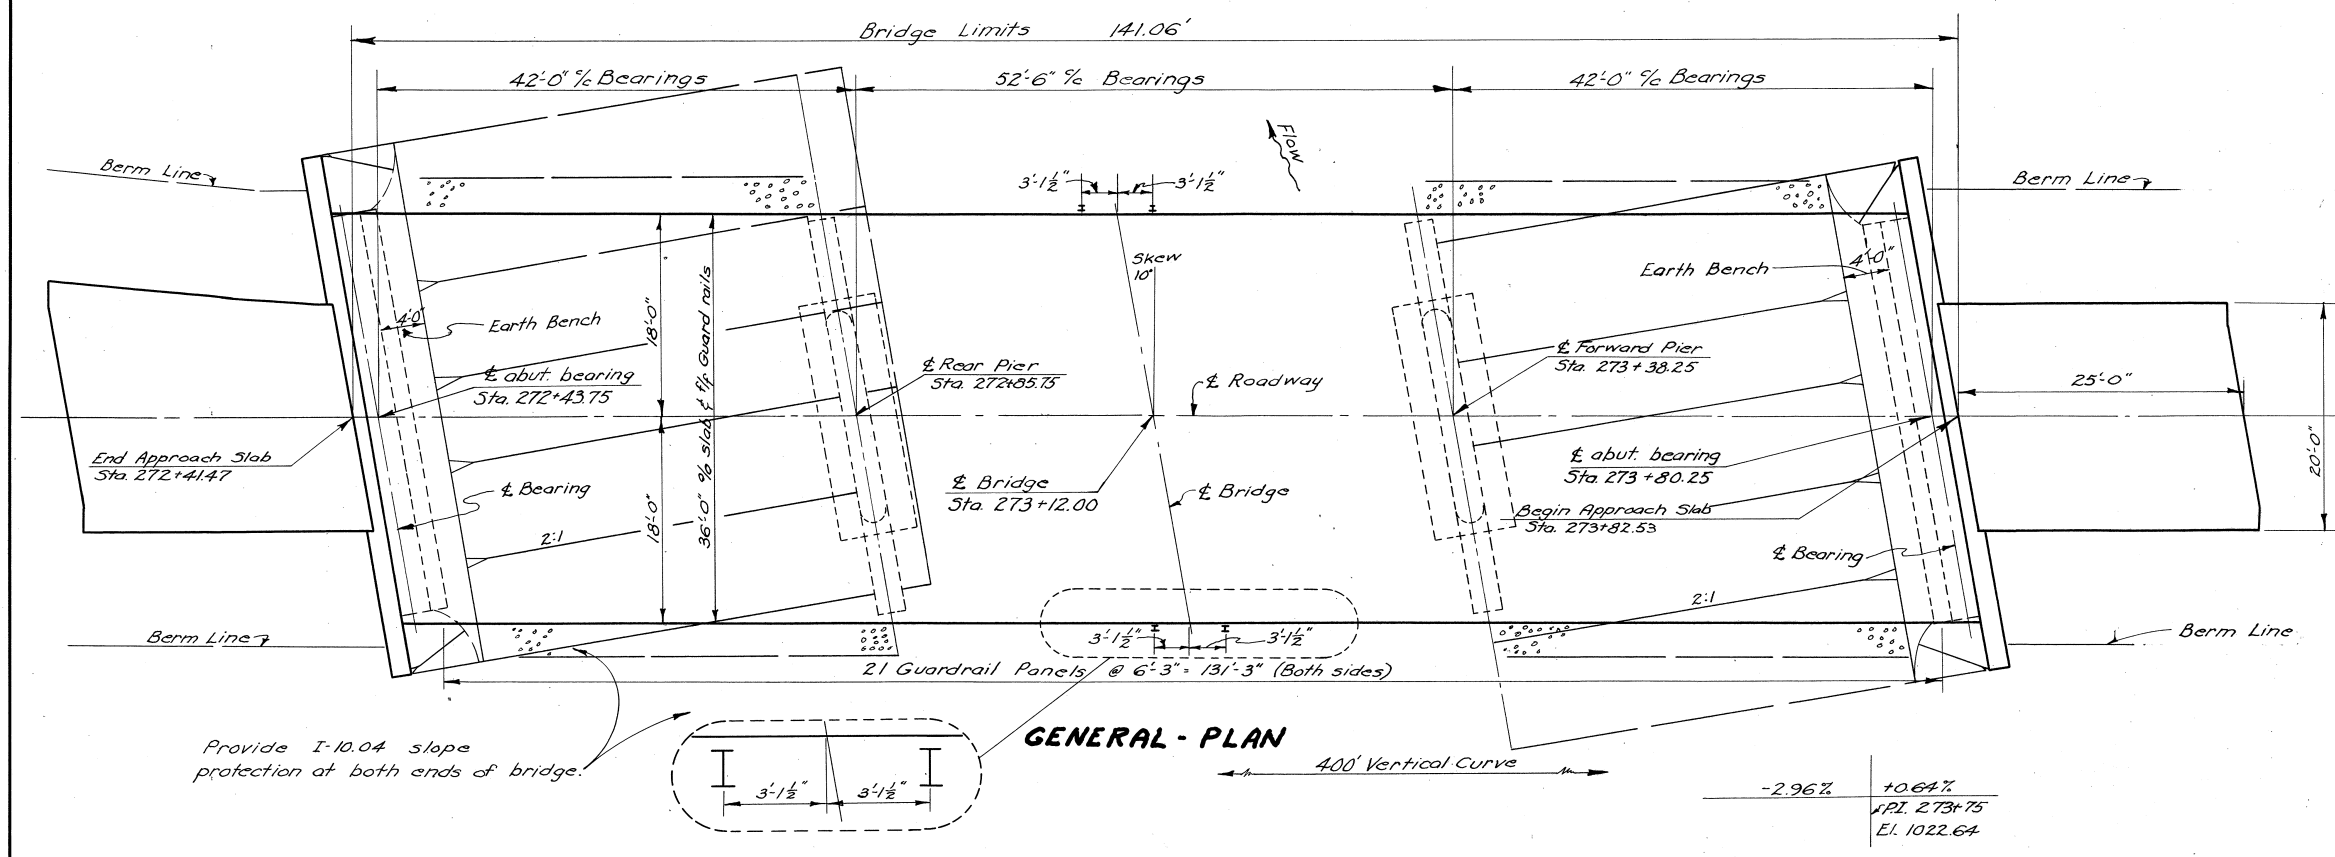 Bridge Limits 141.06'
42'-0" c/c Bearings
52'-6" c/c Bearings
42'-0" c/c Bearings
Flow
Berm Line
3'-1½"
3'-1½"
Berm Line
Skew
10°
Earth Bench
4'-0"
4'-0"
Earth Bench
18'-0"
36'-0" o/o slab & f/f Guard rails
℄ abut. bearing
Sta. 272+43.75
℄ Rear Pier
Sta. 272+85.75
℄ Roadway
℄ Forward Pier
Sta. 273+38.25
25'-0"
20'-0"
End Approach Slab
Sta. 272+41.47
℄ Bearing
℄ Bridge
Sta. 273+12.00
℄ Bridge
℄ abut. bearing
Sta. 273+80.25
Begin Approach Slab
Sta. 273+82.53
18'-0"
2:1
℄ Bearing
2:1
Berm Line
3'-1½"
3'-1½"
Berm Line
21 Guardrail Panels @ 6'-3" = 131'-3" (Both sides)
Provide I-10.04 slope
protection at both ends of bridge.
GENERAL - PLAN
3'-1½"
3'-1½"
400' Vertical Curve
-2.96%
+0.64%
P.I. 273+75
El. 1022.64